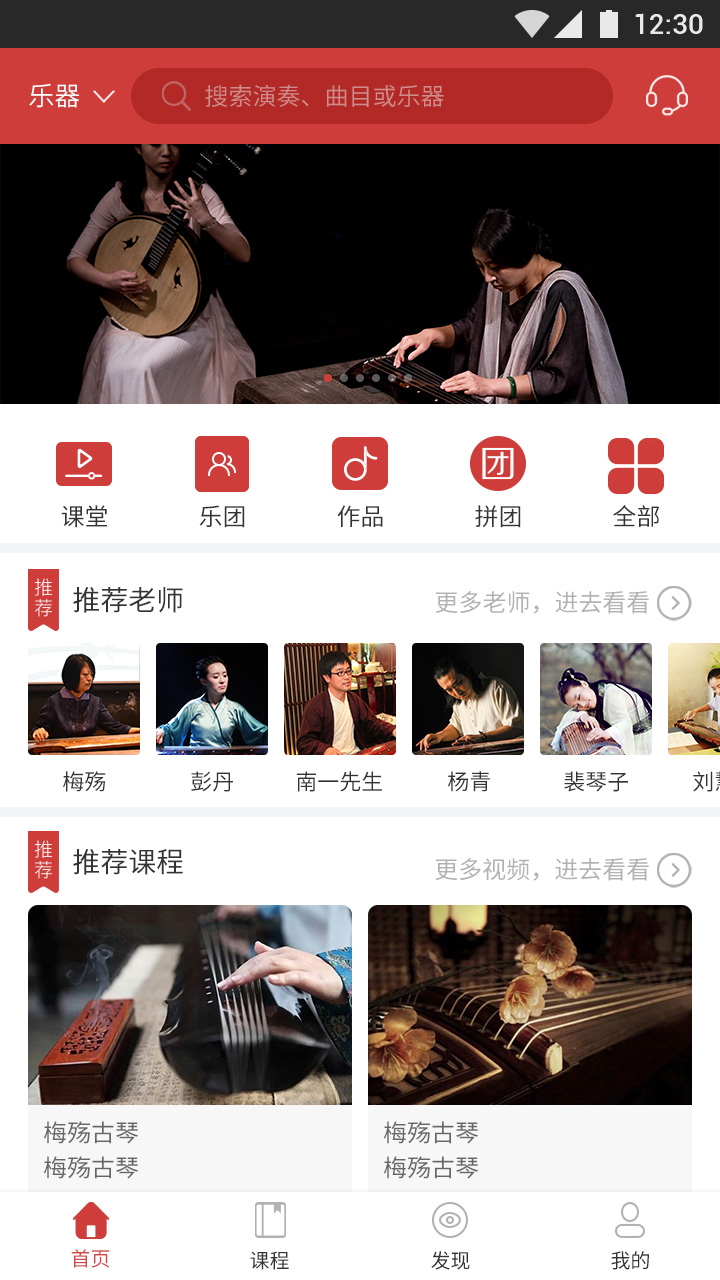 12:30
乐器
搜索演奏、曲目或乐器
课堂
乐团
作品
团
拼团
全部
推荐
推荐老师
更多老师，进去看看
梅殇
彭丹
南一先生
杨青
裴琴子
刘慧
推荐
推荐课程
更多视频，进去看看
梅殇古琴
梅殇古琴
梅殇古琴
梅殇古琴
首页
课程
发现
我的